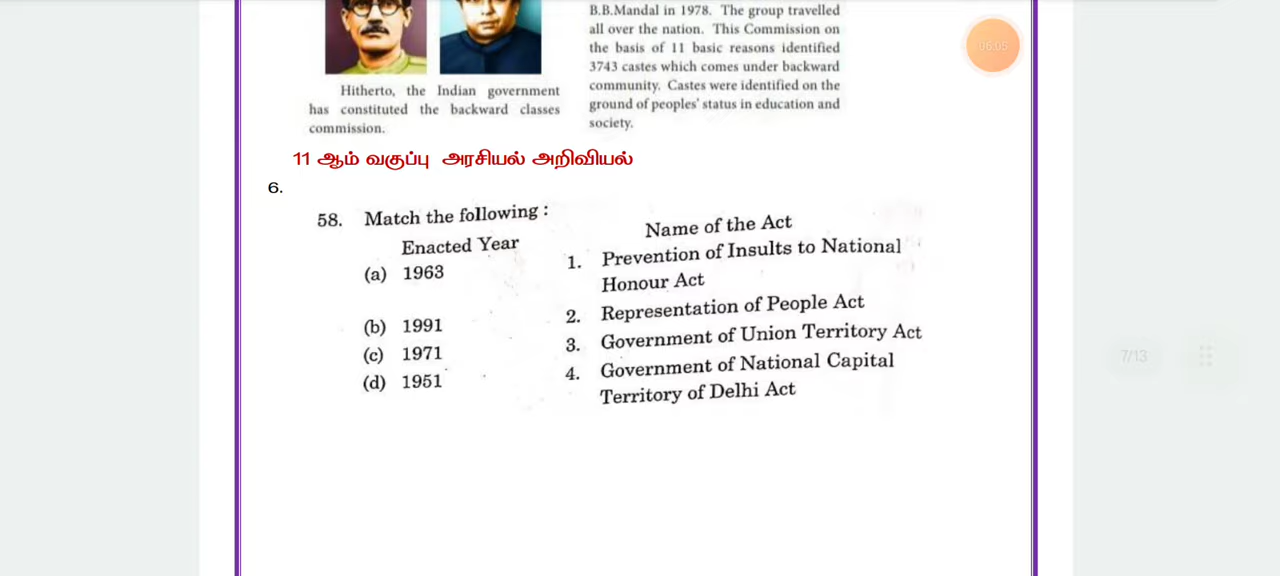 B.B.Mandal in 1978. The group travelled
all over the nation. This Commission on
the basis of 11 basic reasons identified
3743 castes which comes under backward
community. Castes were identified on the
ground of peoples' status in education and
society.
Hitherto, the Indian government
has constituted the backward classes
commission.
06:05
11 ஆம் வகுப்பு அரசியல் அறிவியல்
6.
58. Match the following :
Enacted Year
Name of the Act
(a) 1963
1. Prevention of Insults to National
Honour Act
(b) 1991
2. Representation of People Act
(c) 1971
3. Government of Union Territory Act
(d) 1951
4. Government of National Capital
Territory of Delhi Act
7/13